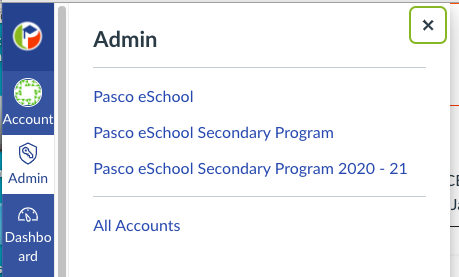 Admin
Pasco eSchool
Pasco eSchool Secondary Program
Pasco eSchool Secondary Program 2020 - 21
All Accounts
Account
Admin
Dashbo
ard